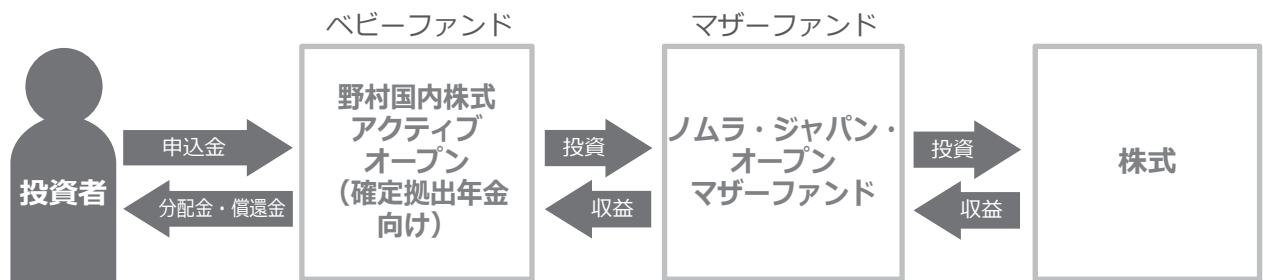 ベビーファンド
マザーファンド
投資者
申込金
分配金・償還金
野村国内株式
アクティブ
オープン
（確定拠出年金
向け）
投資
収益
ノムラ・ジャパン・
オープン
マザーファンド
投資
収益
株式